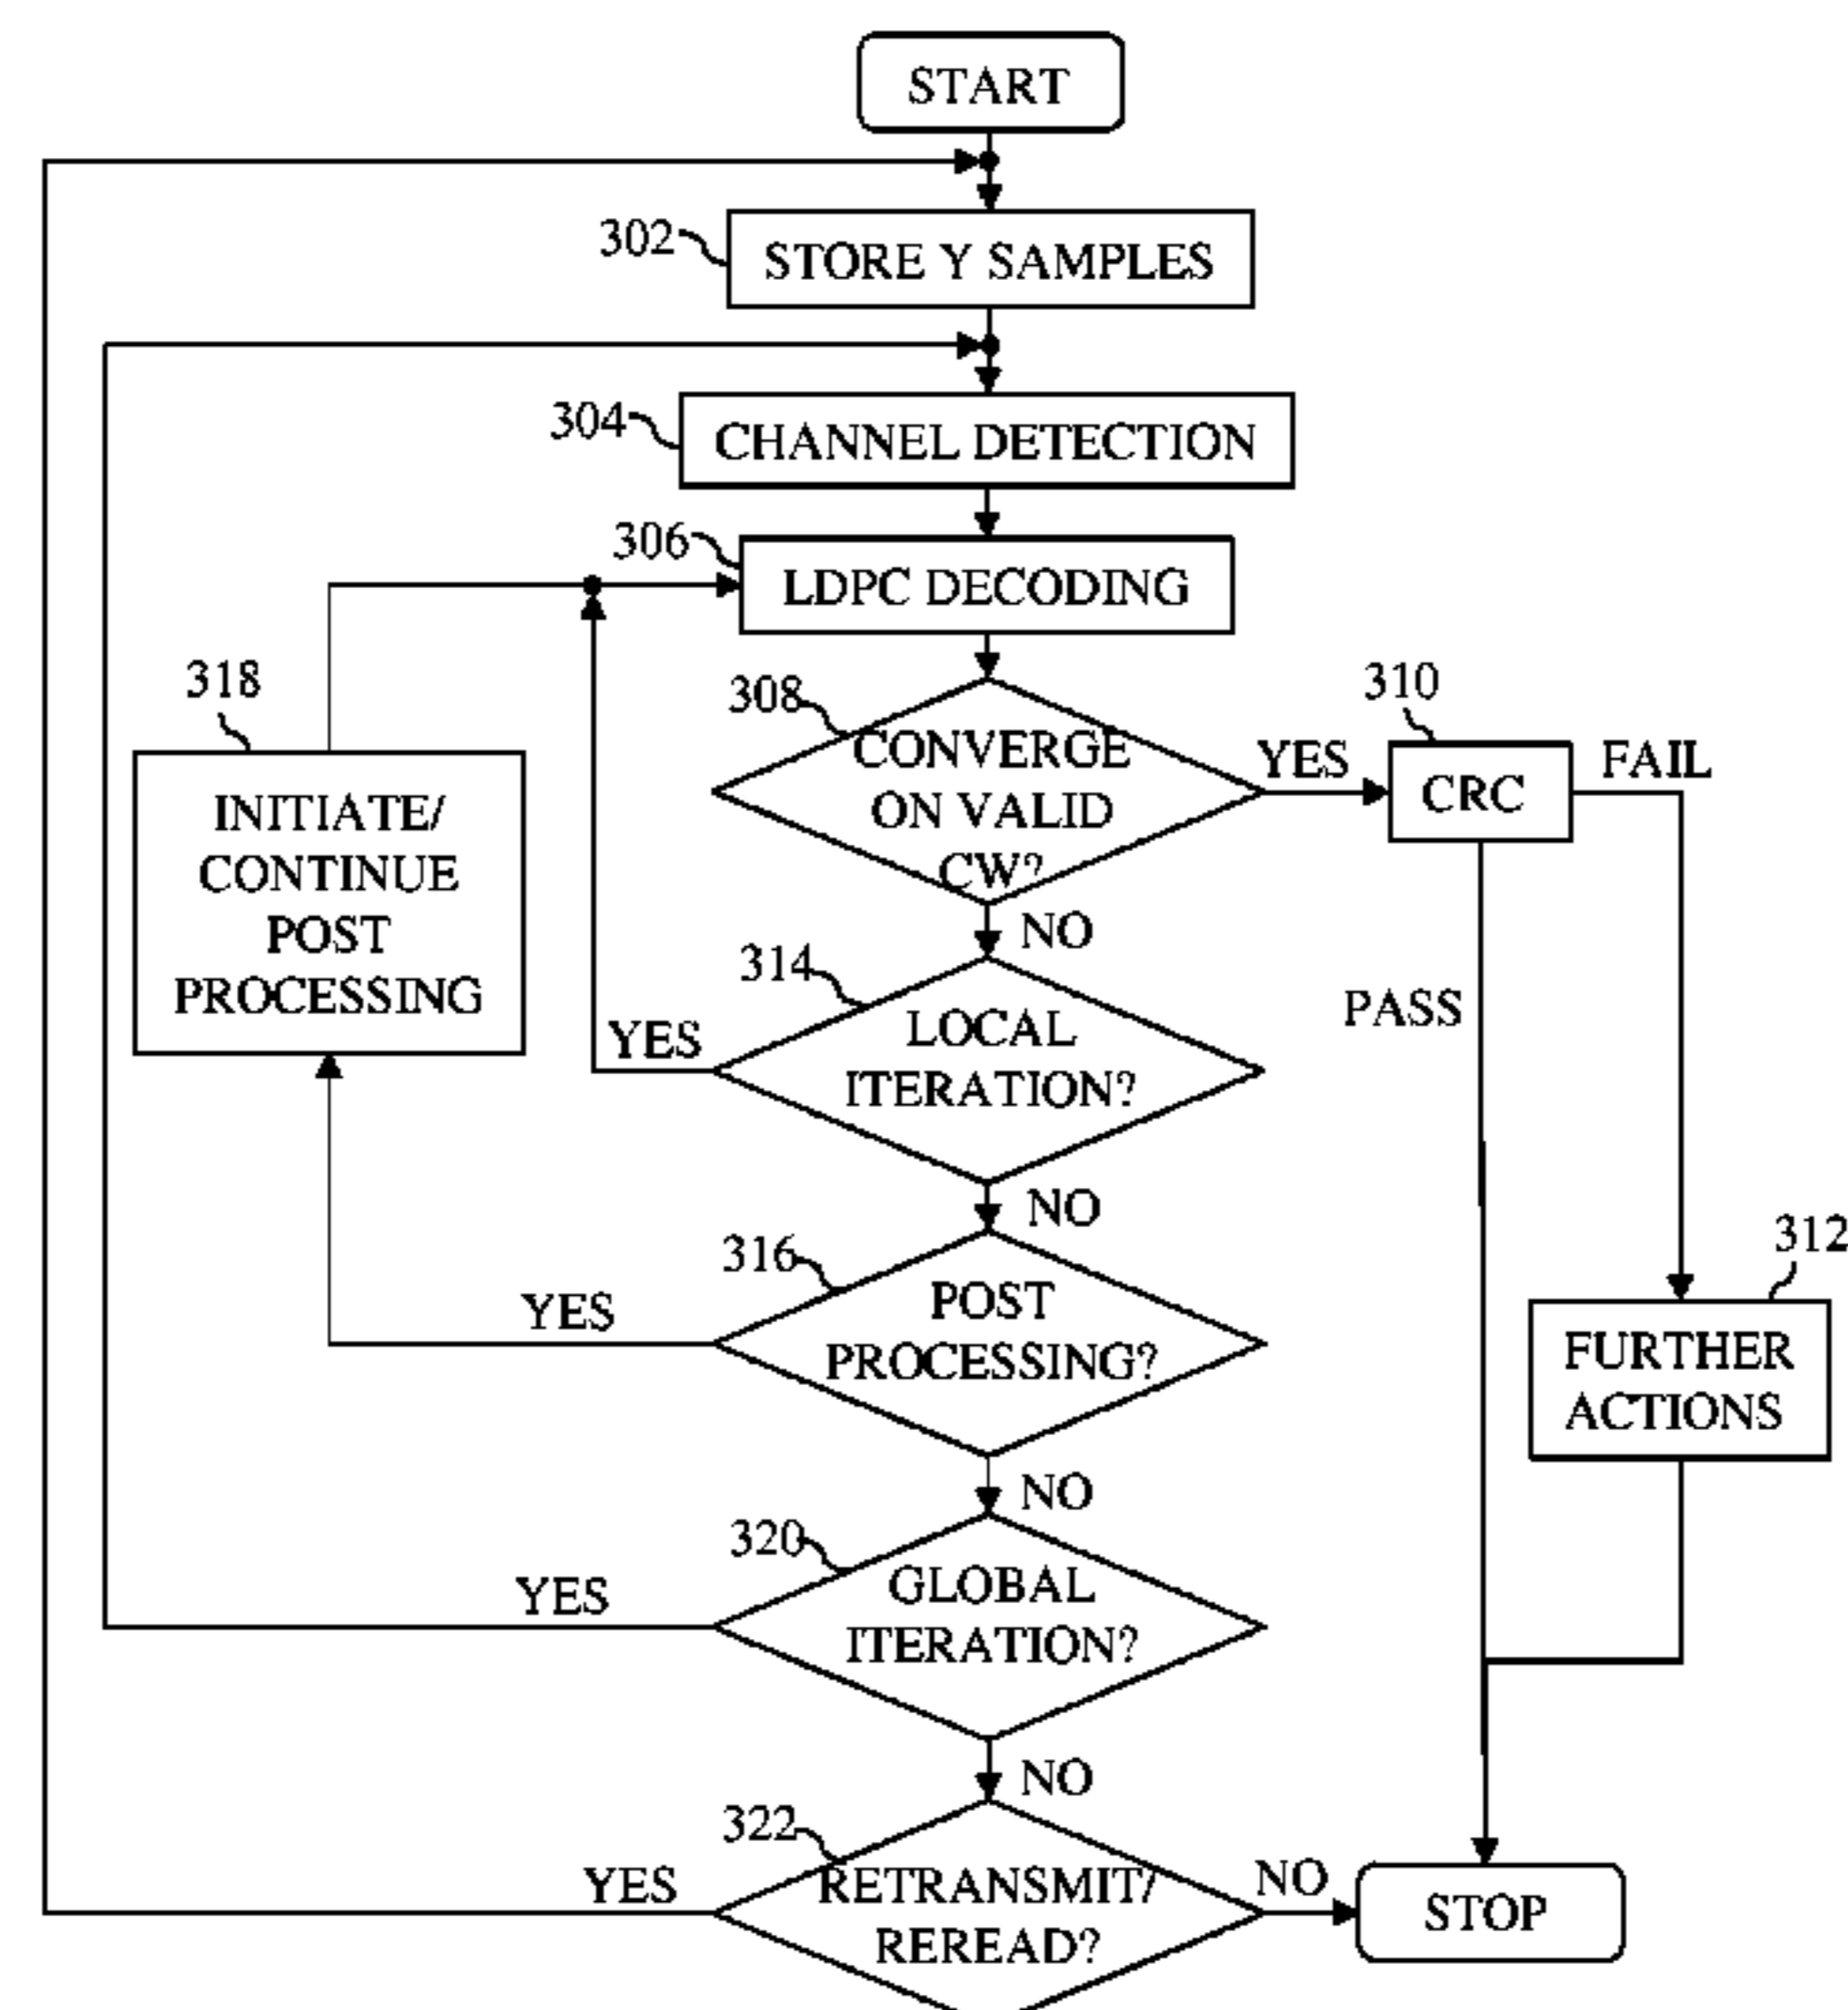 START
302
STORE Y SAMPLES
304
CHANNEL DETECTION
306
LDPC DECODING
318
INITIATE/
CONTINUE
POST
PROCESSING
308
CONVERGE
ON VALID
CW?
YES
310
CRC
FAIL
NO
PASS
314
LOCAL
ITERATION?
YES
NO
316
POST
PROCESSING?
YES
312
FURTHER
ACTIONS
NO
320
GLOBAL
ITERATION?
YES
NO
322
RETRANSMIT/
REREAD?
YES
NO
STOP